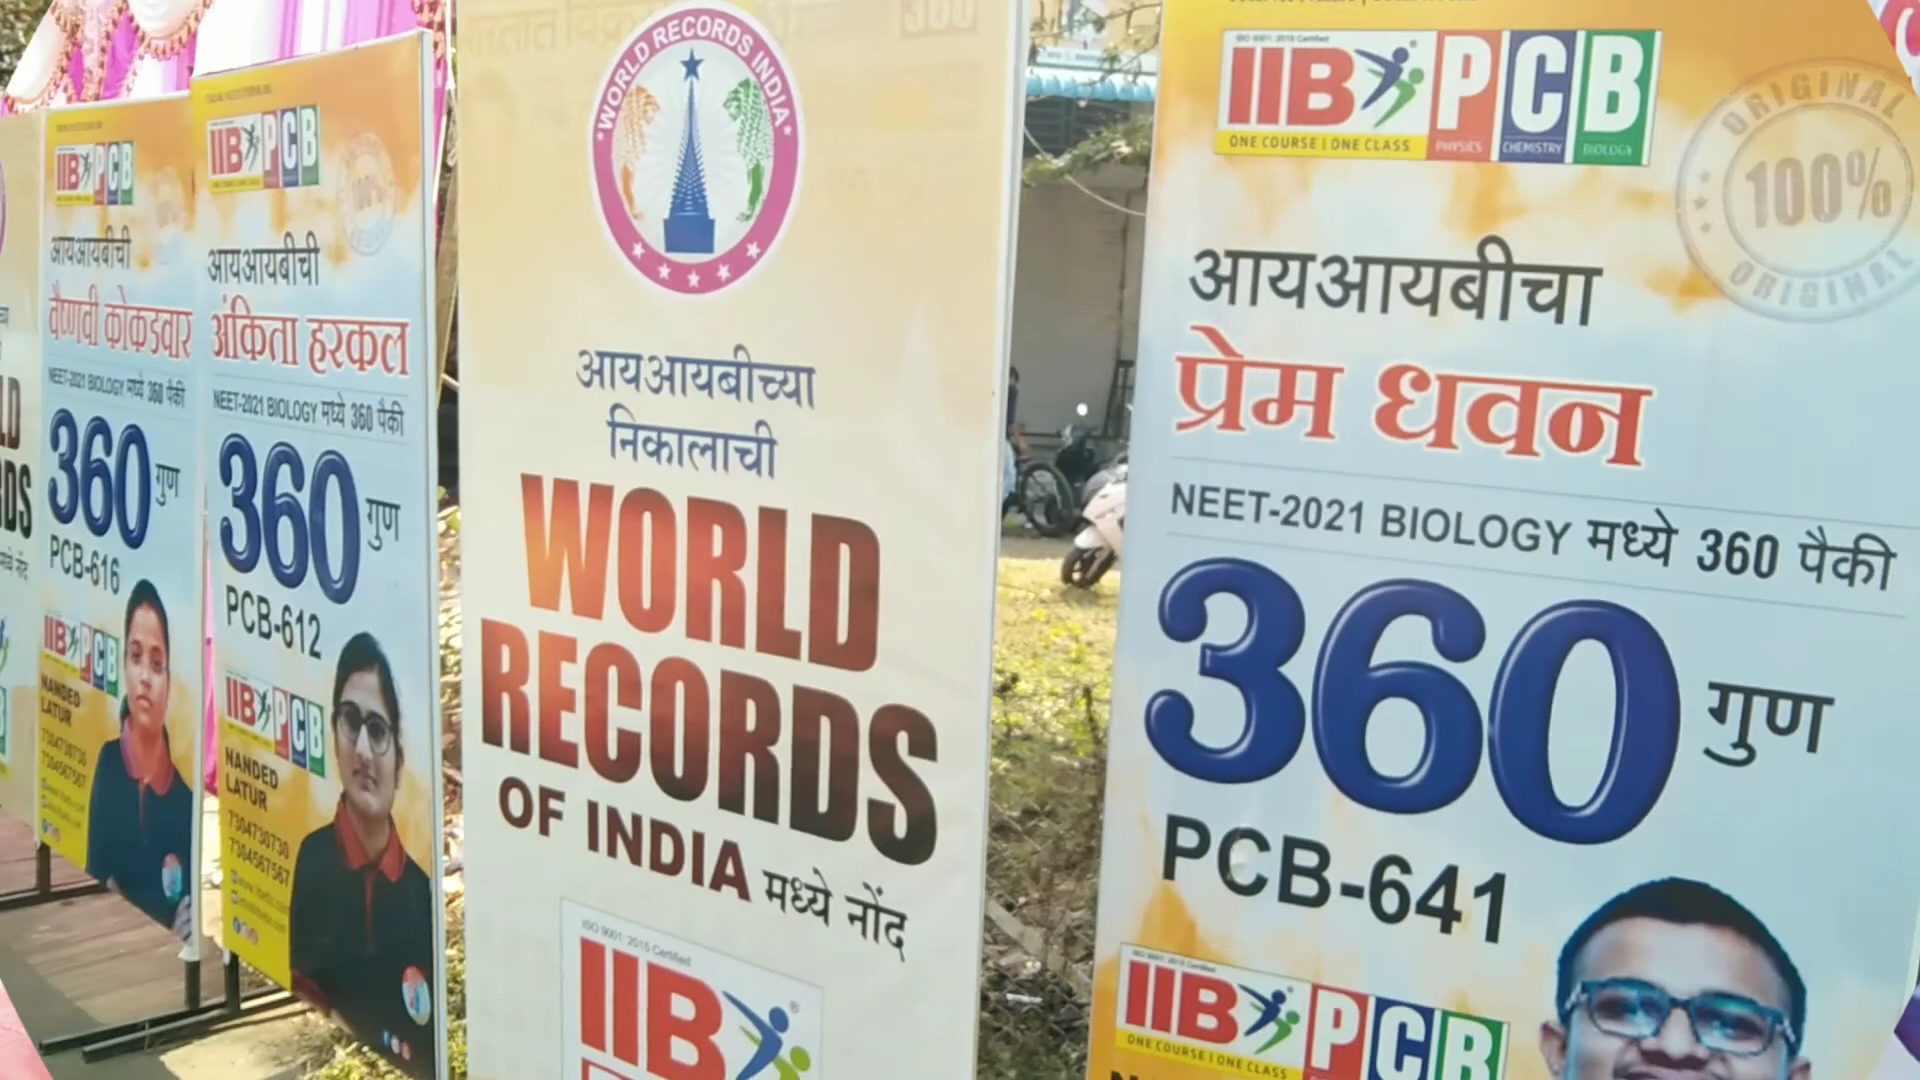 IIB PCB
आयआयबीची
वैष्णवी कोकडवार
NEET-2021 BIOLOGY मध्ये 360 पैकी
360 गुण
PCB-616
IIB PCB
NANDED
LATUR
7304730730
7304567567
IIB PCB
आयआयबीची
अंकिता हरकल
NEET-2021 BIOLOGY मध्ये 360 पैकी
360 गुण
PCB-612
IIB PCB
NANDED
LATUR
7304730730
7304567567
WORLD RECORDS INDIA
आयआयबीच्या
निकालाची
WORLD
RECORDS
OF INDIA मध्ये नोंद
ISO 9001: 2015 Certified
IIB
ISO 9001: 2015 Certified
IIB PCB
ONE COURSE | ONE CLASS PHYSICS CHEMISTRY BIOLOGY
ORIGINAL
100%
ORIGINAL
आयआयबीचा
प्रेम धवन
NEET-2021 BIOLOGY मध्ये 360 पैकी
360 गुण
PCB-641
ISO 9001: 2015 Certified
IIB PCB
ONE COURSE | ONE CLASS